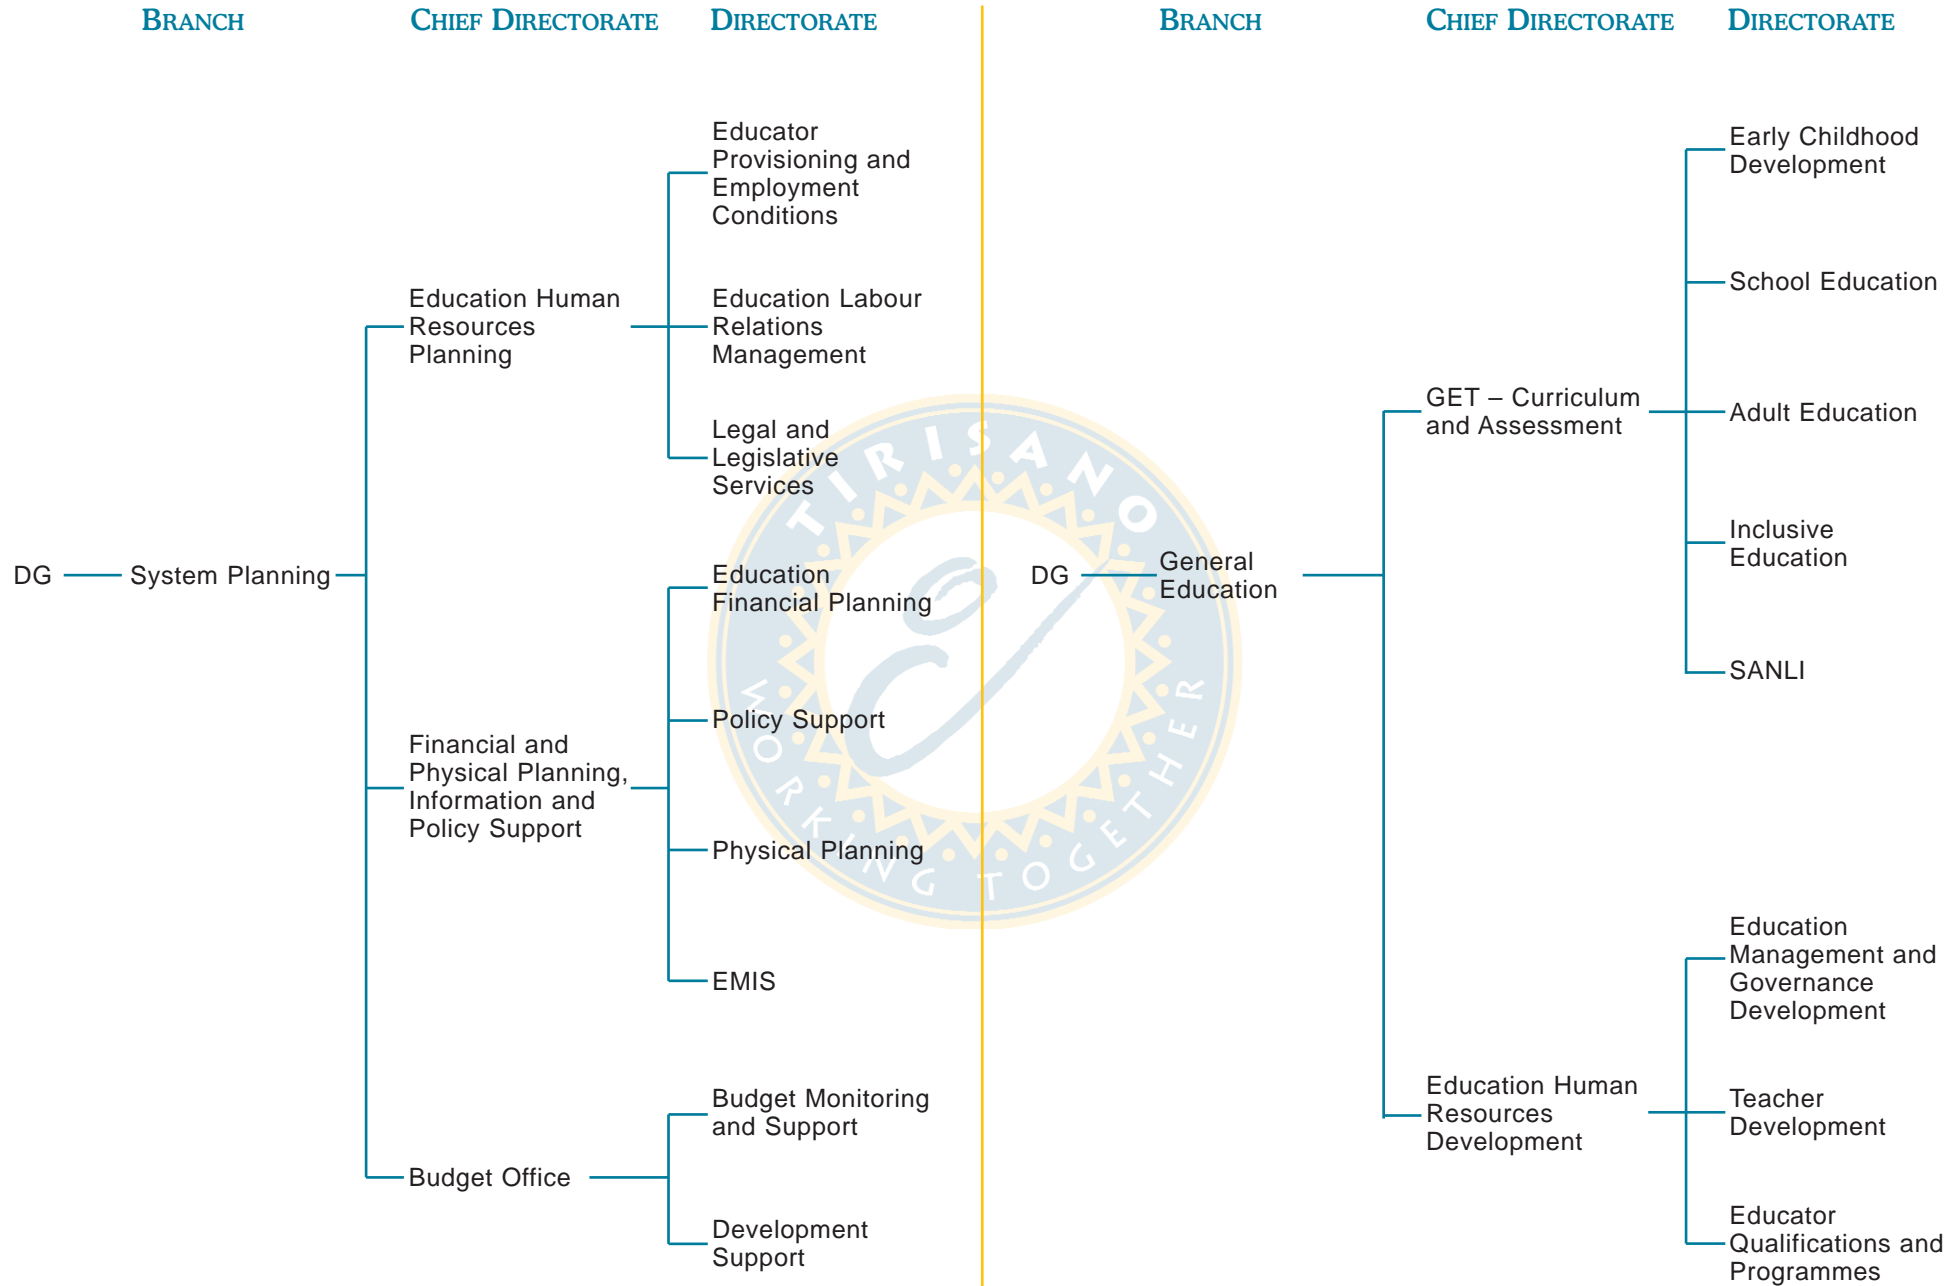 BRANCH
CHIEF DIRECTORATE
DIRECTORATE
Educator
Provisioning and
Employment
Conditions
Education Human
Resources
Planning
Education Labour
Relations
Management
Legal and
Legislative
Services
DG
System Planning
Education
Financial Planning
Policy Support
Financial and
Physical Planning,
Information and
Policy Support
Physical Planning
EMIS
Budget Monitoring
and Support
Budget Office
Development
Support
BRANCH
CHIEF DIRECTORATE
DIRECTORATE
Early Childhood
Development
School Education
GET – Curriculum
and Assessment
Adult Education
Inclusive
Education
DG
General
Education
SANLI
Education
Management and
Governance
Development
Education Human
Resources
Development
Teacher
Development
Educator
Qualifications and
Programmes
TIRISANO
WORKING TOGETHER